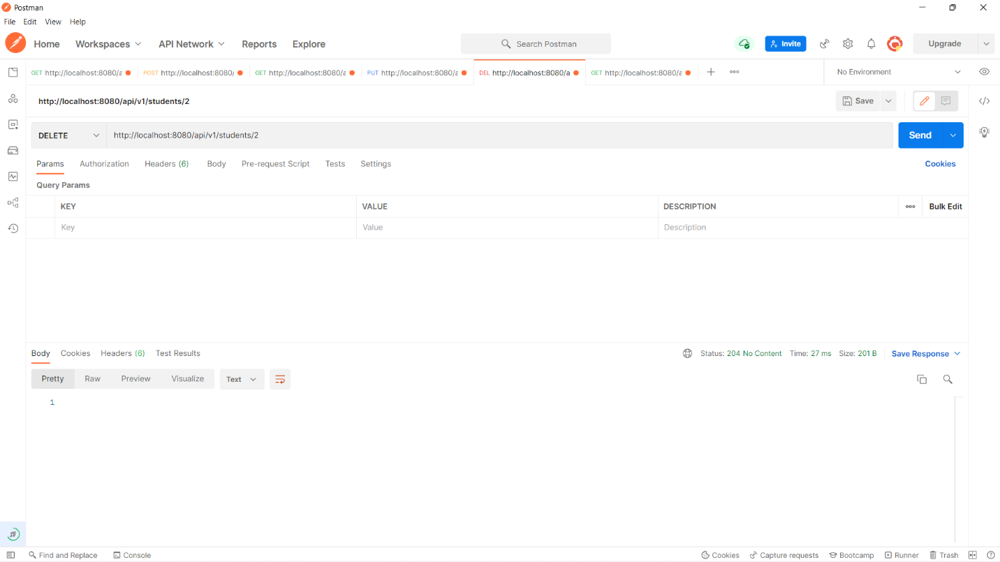 Postman
File Edit View Help
Home Workspaces API Network Reports Explore Search Postman Invite Upgrade
GET http://localhost:8080/a POST http://localhost:8080/ GET http://localhost:8080/a PUT http://localhost:8080/a DEL http://localhost:8080/a GET http://localhost:8080/a No Environment
http://localhost:8080/api/v1/students/2 Save
DELETE http://localhost:8080/api/v1/students/2 Send
Params Authorization Headers (6) Body Pre-request Script Tests Settings Cookies
Query Params
KEY VALUE DESCRIPTION Bulk Edit
Key Value Description
Body Cookies Headers (6) Test Results Status: 204 No Content Time: 27 ms Size: 201 B Save Response
Pretty Raw Preview Visualize Text
1
Find and Replace Console Cookies Capture requests Bootcamp Runner Trash